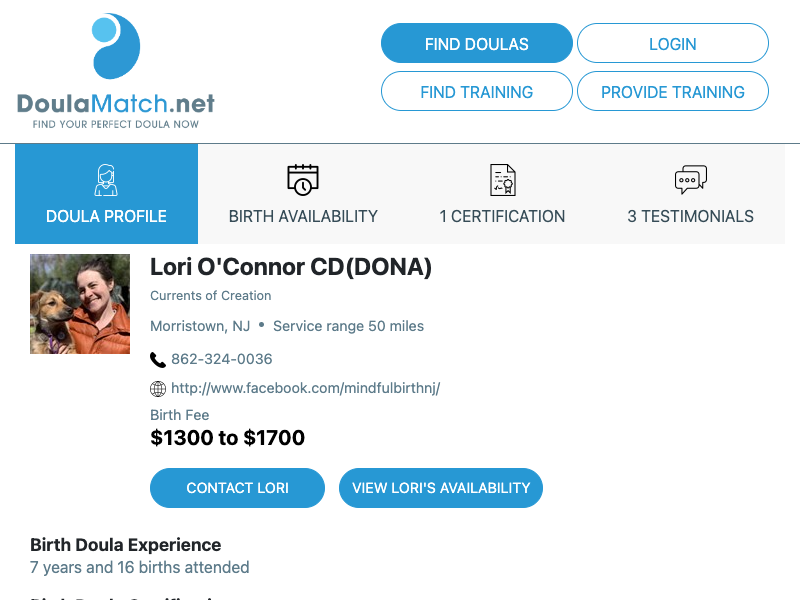 DoulaMatch.net
FIND YOUR PERFECT DOULA NOW
FIND DOULAS
LOGIN
FIND TRAINING
PROVIDE TRAINING
DOULA PROFILE
BIRTH AVAILABILITY
1 CERTIFICATION
3 TESTIMONIALS
Lori O'Connor CD(DONA)
Currents of Creation
Morristown, NJ • Service range 50 miles
862-324-0036
http://www.facebook.com/mindfulbirthnj/
Birth Fee
$1300 to $1700
CONTACT LORI
VIEW LORI'S AVAILABILITY
Birth Doula Experience
7 years and 16 births attended